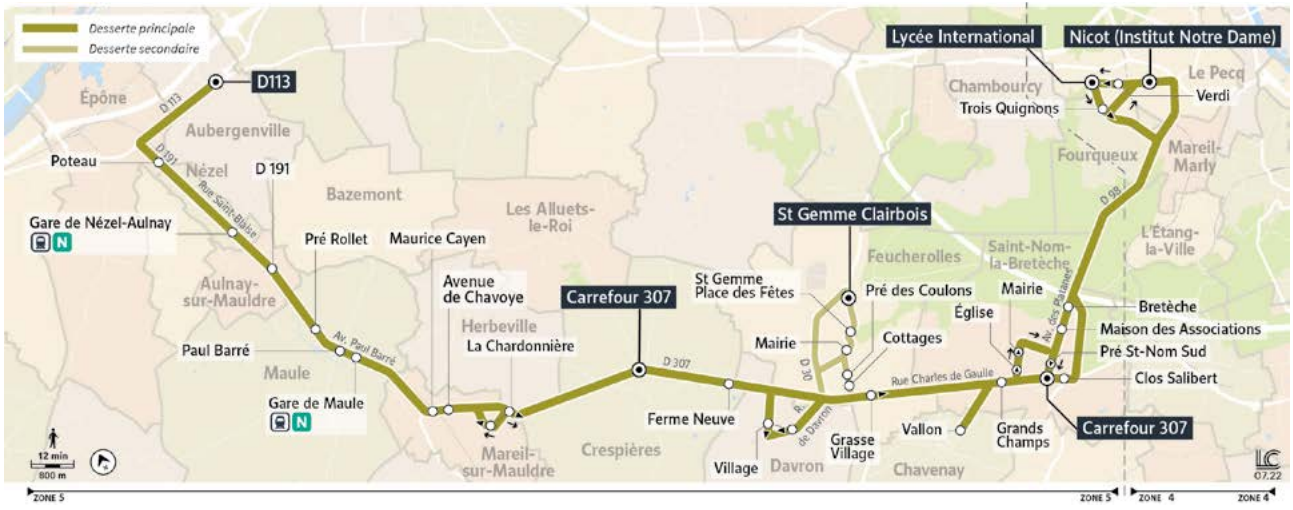 Desserte principale
Desserte secondaire
Lycée International
Nicot (Institut Notre Dame)
Chambourcy
Le Pecq
Verdi
Trois Quignons
Fourqueux
Mareil-
Marly
D 98
L'Étang-
la-Ville
D113
Épône
D 113
Aubergenville
Poteau
D 191
Nézel
D 191
Rue Saint-Blaise
Bazemont
Gare de Nézel-Aulnay
N
Pré Rollet
Aulnay-
sur-Mauldre
Maurice Cayen
Avenue
de Chavoye
Les Alluets-
le-Roi
Herbeville
La Chardonnière
Carrefour 307
St Gemme Clairbois
Feucherolles
St Gemme
Place des Fêtes
Pré des Coulons
Mairie
Cottages
D 30
Saint-Nom-
la-Bretèche
Mairie
Église
Av. des Platanes
Bretèche
Maison des Associations
Pré St-Nom Sud
Clos Salibert
Carrefour 307
Paul Barré
Av. Paul Barré
Maule
Gare de Maule
N
Mareil-
sur-Mauldre
Crespières
D 307
Ferme Neuve
Village
R.
de Davron
Davron
Rue Charles de Gaulle
Grasse
Village
Vallon
Chavenay
Grands
Champs
12 min
800 m
LC
07.22
ZONE 5
ZONE 5
ZONE 4
ZONE 4